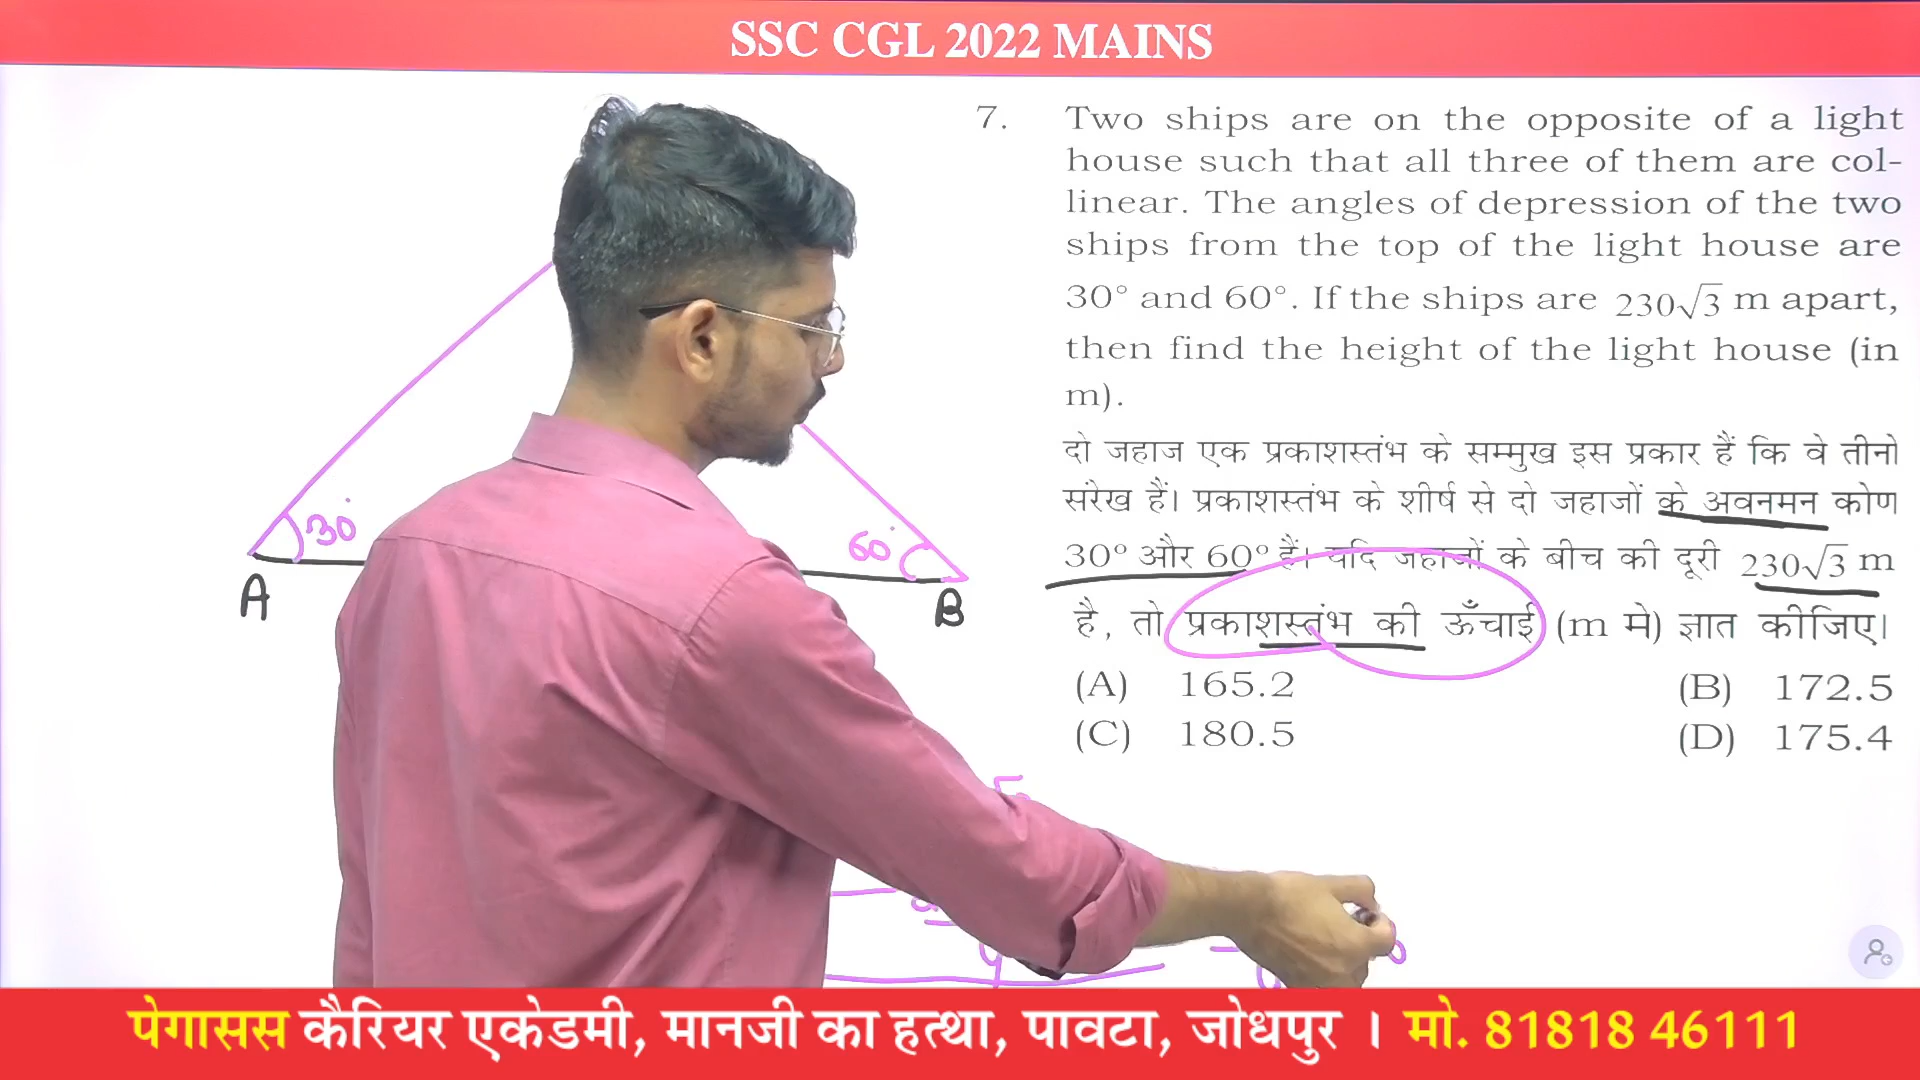 SSC CGL 2022 MAINS
7. Two ships are on the opposite of a light
house such that all three of them are col-
linear. The angles of depression of the two
ships from the top of the light house are
30° and 60°. If the ships are 230√3 m apart,
then find the height of the light house (in
m).
दो जहाज एक प्रकाशस्तंभ के सम्मुख इस प्रकार हैं कि वे तीनो
संरेख हैं। प्रकाशस्तंभ के शीर्ष से दो जहाजों के अवनमन कोण
30° और 60° हैं। यदि जहाजों के बीच की दूरी 230√3 m
है, तो प्रकाशस्तंभ की ऊँचाई (m मे) ज्ञात कीजिए।
(A) 165.2 (B) 172.5
(C) 180.5 (D) 175.4
30° 60°
A B
पेगासस कैरियर एकेडमी, मानजी का हत्था, पावटा, जोधपुर । मो. 81818 46111